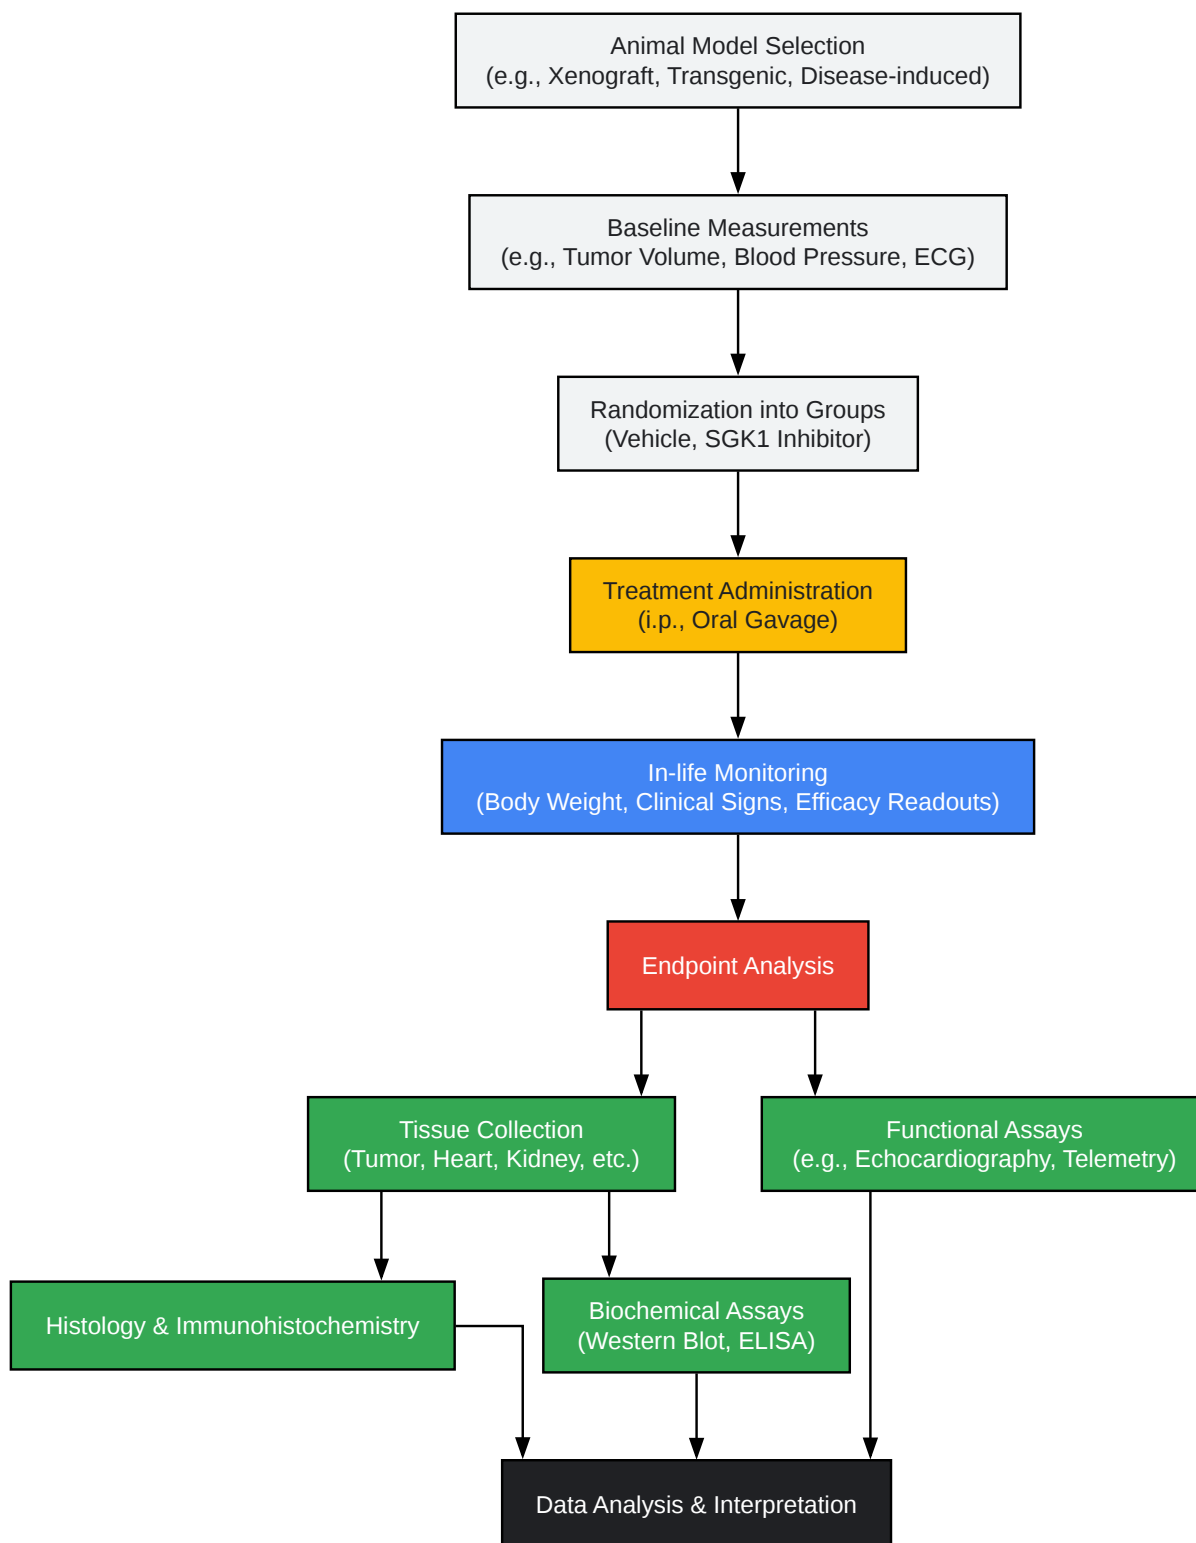 Animal Model Selection
(e.g., Xenograft, Transgenic, Disease-induced)
Baseline Measurements
(e.g., Tumor Volume, Blood Pressure, ECG)
Randomization into Groups
(Vehicle, SGK1 Inhibitor)
Treatment Administration
(i.p., Oral Gavage)
In-life Monitoring
(Body Weight, Clinical Signs, Efficacy Readouts)
Endpoint Analysis
Tissue Collection
(Tumor, Heart, Kidney, etc.)
Functional Assays
(e.g., Echocardiography, Telemetry)
Histology & Immunohistochemistry
Biochemical Assays
(Western Blot, ELISA)
Data Analysis & Interpretation